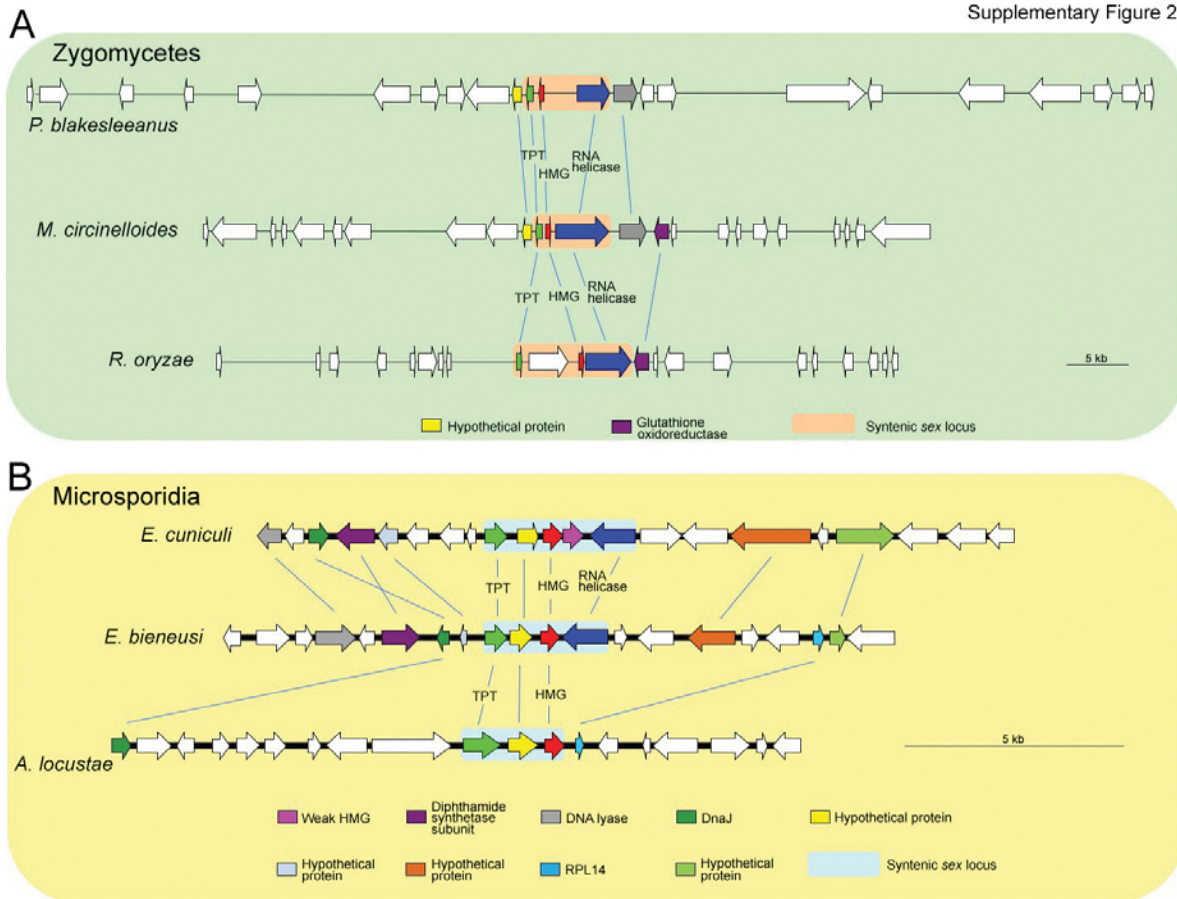 Supplementary Figure 2
A
Zygomycetes
P. blakesleeanus
TPT
HMG
RNA
helicase
M. circinelloides
TPT
HMG
RNA
helicase
R. oryzae
5 kb
Hypothetical protein
Glutathione
oxidoreductase
Syntenic sex locus
B
Microsporidia
E. cuniculi
TPT
HMG
RNA
helicase
E. bieneusi
TPT
HMG
A. locustae
5 kb
Weak HMG
Diphthamide
synthetase
subunit
DNA lyase
DnaJ
Hypothetical protein
Hypothetical
protein
Hypothetical
protein
RPL14
Hypothetical
protein
Syntenic sex locus